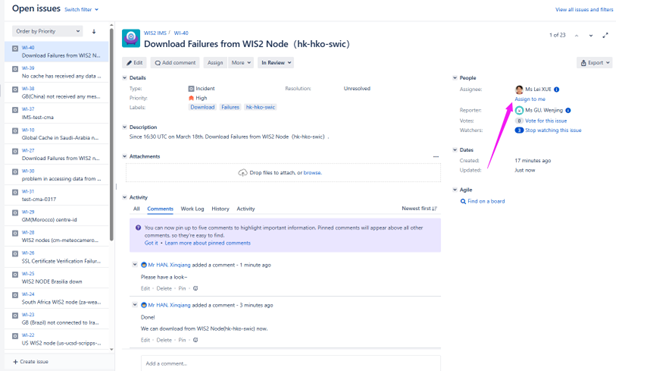 Open issues
Switch filter
View all issues and filters
Order by Priority
WI-40
Download Failures from WIS2 N...
WI-39
No cache has received any data ...
WI-38
GB(China) not received any mes...
WI-37
IMS-test-cma
WI-10
Global Cache in Saudi-Arabia n...
WI-27
Download Failures from WIS2 n...
WI-30
problem in accessing data from ...
WI-31
test-cma-0317
WI-29
GM(Morocco) centre-id
WI-28
WIS2 nodes (cm-meteocamero...
WI-26
SSL Certificate Verification Failur...
WI-25
WIS2 NODE Brasilia down
WI-24
South Africa WIS2 node (za-wea...
WI-23
GB (Brazil) not connected to Ira...
WI-22
US WIS2 node (us-ucsd-scripps-...
Create issue
WIS2 IMS / WI-40
Download Failures from WIS2 Node（hk-hko-swic）
1 of 23
Edit
Add comment
Assign
More
In Review
Export
Details
Type: Incident
Resolution: Unresolved
Priority: High
Labels: Download Failures hk-hko-swic
Description
Since 16:30 UTC on March 18th, Download Failures from WIS2 Node（hk-hko-swic）.
Attachments
Drop files to attach, or browse.
Activity
All Comments Work Log History Activity
Newest first
You can now pin up to five comments to highlight important information. Pinned comments will appear above all other
comments, so they're easy to find.
Got it • Learn more about pinned comments
Mr HAN, Xinqiang added a comment - 1 minute ago
Please have a look~
Edit · Delete · Pin ·
Mr HAN, Xinqiang added a comment - 3 minutes ago
Done!
We can download from WIS2 Node(hk-hko-swic) now.
Edit · Delete · Pin ·
Add a comment...
People
Assignee: Ms Lei XUE
Assign to me
Reporter: Ms GU, Wenjing
Votes: 0 Vote for this issue
Watchers: Stop watching this issue
Dates
Created: 17 minutes ago
Updated: Just now
Agile
Find on a board